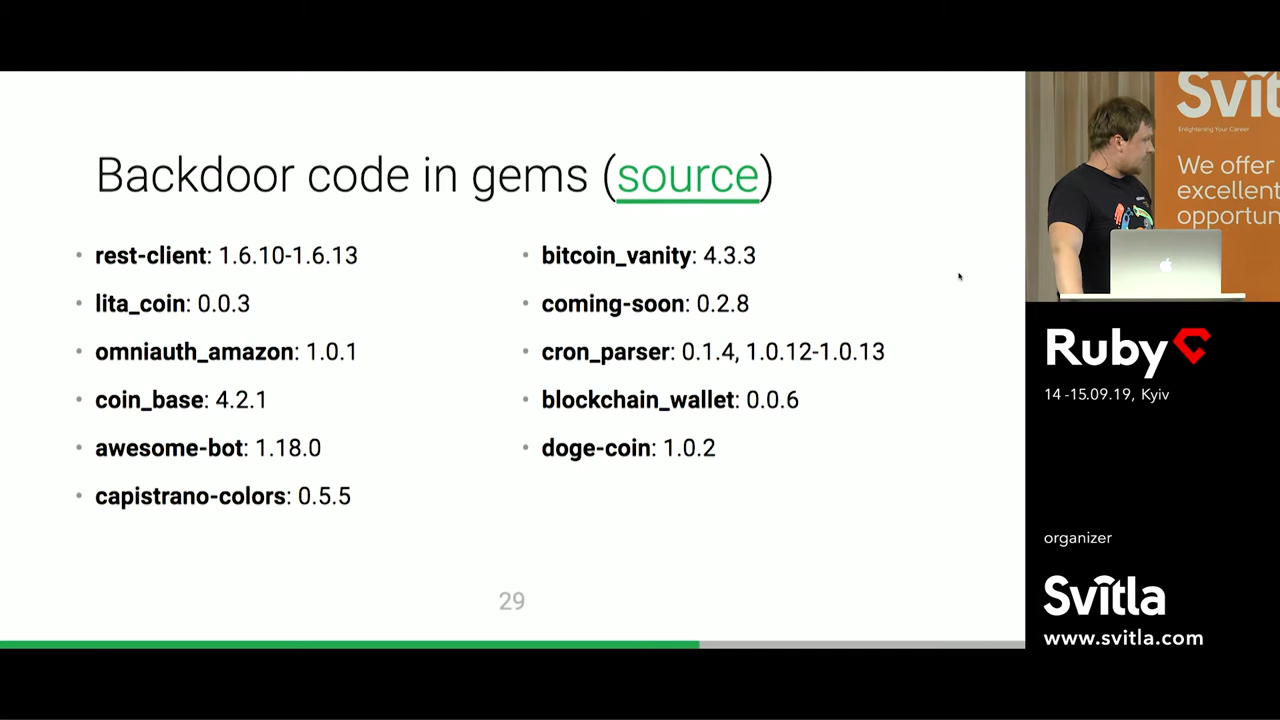 Backdoor code in gems (source)
• rest-client: 1.6.10-1.6.13
• lita_coin: 0.0.3
• omniauth_amazon: 1.0.1
• coin_base: 4.2.1
• awesome-bot: 1.18.0
• capistrano-colors: 0.5.5
• bitcoin_vanity: 4.3.3
• coming-soon: 0.2.8
• cron_parser: 0.1.4, 1.0.12-1.0.13
• blockchain_wallet: 0.0.6
• doge-coin: 1.0.2
29
Svit
Enlightening Your Career
We offer
excellent
opportun
Ruby
14 -15.09.19, Kyiv
organizer
Svitla
www.svitla.com